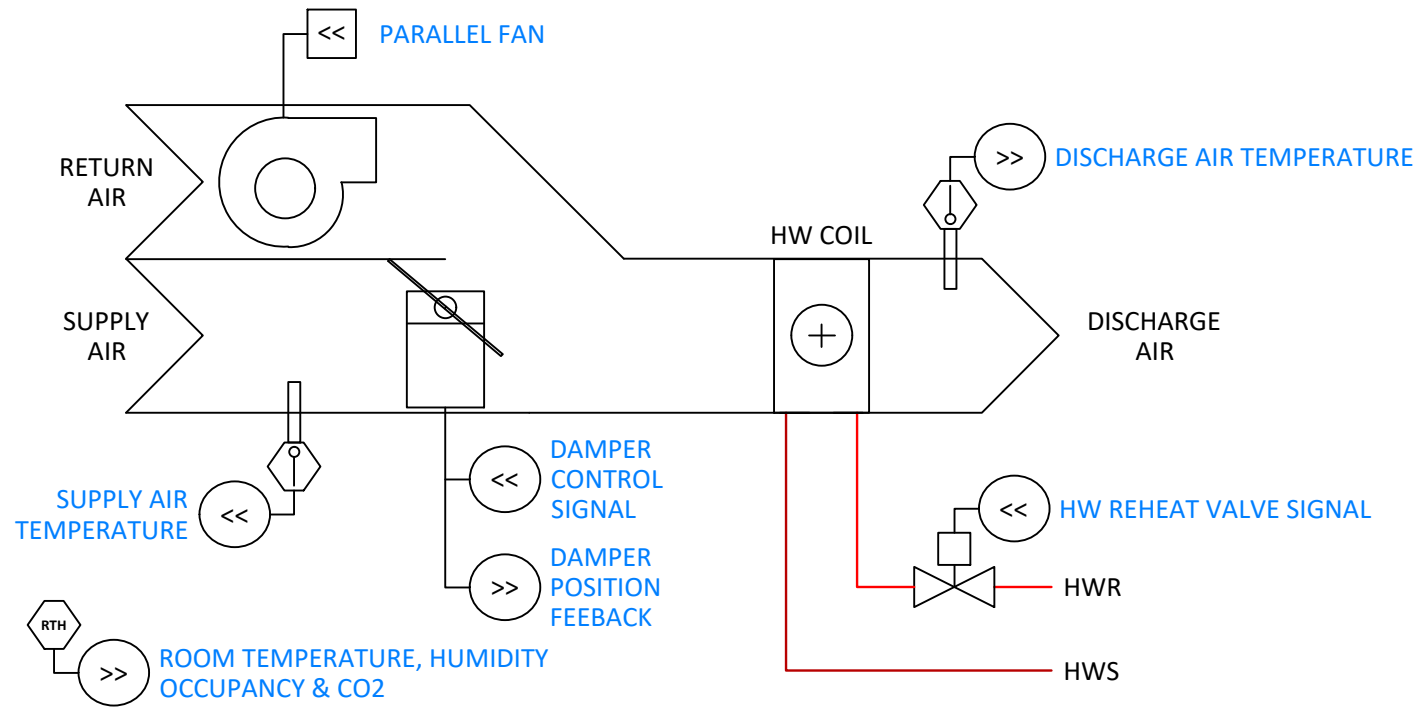 <<
PARALLEL FAN
RETURN
AIR
>>
DISCHARGE AIR TEMPERATURE
HW COIL
SUPPLY
AIR
DISCHARGE
AIR
SUPPLY AIR
TEMPERATURE
<<
<<
DAMPER
CONTROL
SIGNAL
<<
HW REHEAT VALVE SIGNAL
>>
DAMPER
POSITION
FEEBACK
HWR
RTH
>>
ROOM TEMPERATURE, HUMIDITY
OCCUPANCY & CO2
HWS